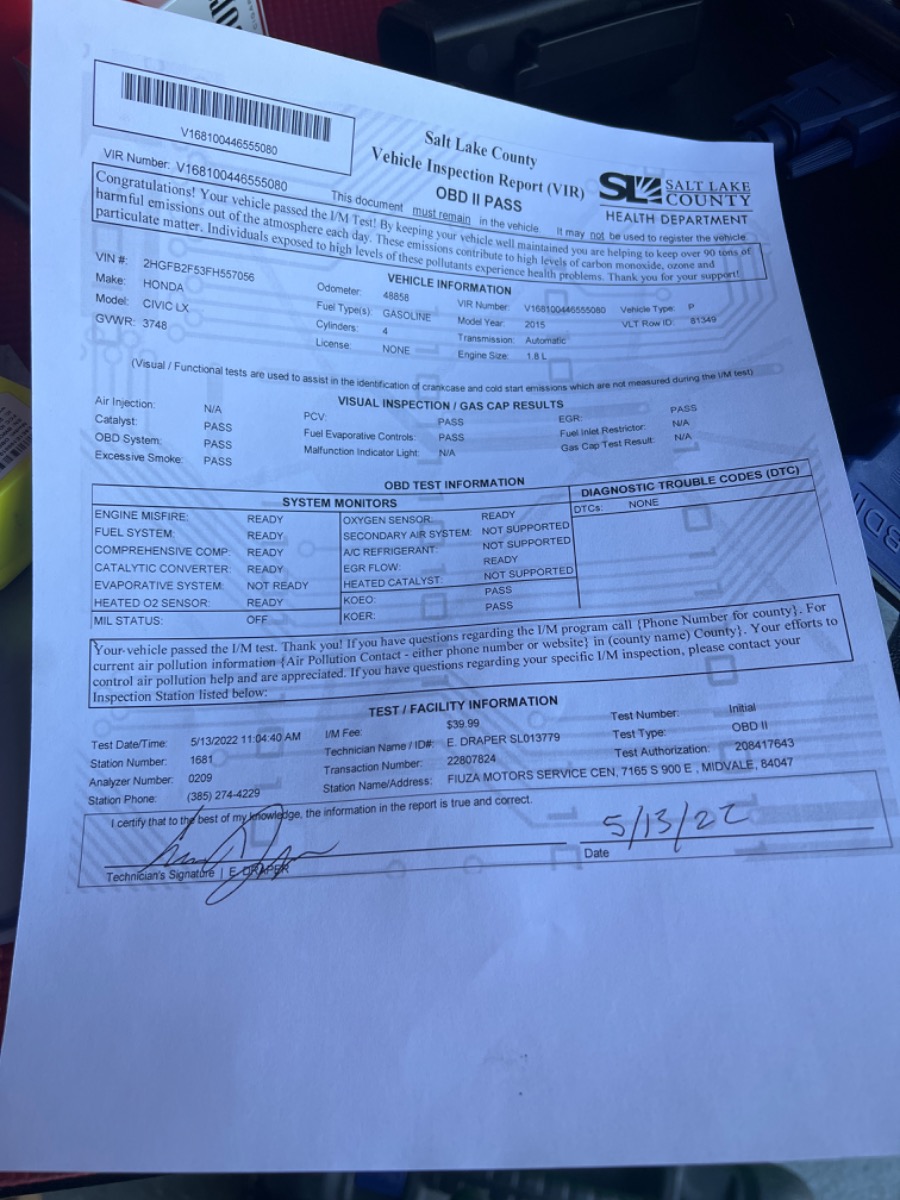 V168100446555080
VIR Number: V168100446555080
Salt Lake County
Vehicle Inspection Report (VIR)
OBD II PASS
SL
SALT LAKE
COUNTY
HEALTH DEPARTMENT
This document must remain in the vehicle. It may not be used to register the vehicle
Congratulations! Your vehicle passed the I/M Test! By keeping your vehicle well maintained you are helping to keep over 90 tons of
harmful emissions out of the atmosphere each day. These emissions contribute to high levels of carbon monoxide, ozone and
particulate matter. Individuals exposed to high levels of these pollutants experience health problems. Thank you for your support!
VEHICLE INFORMATION
VIN #: 2HGFB2F53FH557056 Odometer: 48858 VIR Number: V168100446555080 Vehicle Type: P
Make: HONDA Fuel Type(s): GASOLINE Model Year: 2015 VLT Row ID: 81349
Model: CIVIC LX Cylinders: 4 Transmission: Automatic
GVWR: 3748 License: NONE Engine Size: 1.8 L
(Visual / Functional tests are used to assist in the identification of crankcase and cold start emissions which are not measured during the I/M test)
VISUAL INSPECTION / GAS CAP RESULTS
Air Injection: N/A PCV: PASS EGR: PASS
Catalyst: PASS Fuel Evaporative Controls: PASS Fuel Inlet Restrictor: N/A
OBD System: PASS Malfunction Indicator Light: N/A Gas Cap Test Result: N/A
Excessive Smoke: PASS
OBD TEST INFORMATION
SYSTEM MONITORS DIAGNOSTIC TROUBLE CODES (DTC)
ENGINE MISFIRE: READY OXYGEN SENSOR: READY DTCs: NONE
FUEL SYSTEM: READY SECONDARY AIR SYSTEM: NOT SUPPORTED
COMPREHENSIVE COMP: READY A/C REFRIGERANT: NOT SUPPORTED
CATALYTIC CONVERTER: READY EGR FLOW: READY
EVAPORATIVE SYSTEM: NOT READY HEATED CATALYST: NOT SUPPORTED
HEATED O2 SENSOR: READY KOEO: PASS
MIL STATUS: OFF KOER: PASS
Your vehicle passed the I/M test. Thank you! If you have questions regarding the I/M program call {Phone Number for county}. For
current air pollution information {Air Pollution Contact - either phone number or website} in (county name) County}. Your efforts to
control air pollution help and are appreciated. If you have questions regarding your specific I/M inspection, please contact your
Inspection Station listed below:
TEST / FACILITY INFORMATION
Test Date/Time: 5/13/2022 11:04:40 AM I/M Fee: $39.99 Test Number: Initial
Station Number: 1681 Technician Name / ID#: E. DRAPER SL013779 Test Type: OBD II
Analyzer Number: 0209 Transaction Number: 22807824 Test Authorization: 208417643
Station Phone: (385) 274-4229 Station Name/Address: FIUZA MOTORS SERVICE CEN, 7165 S 900 E , MIDVALE, 84047
I certify that to the best of my knowledge, the information in the report is true and correct.
5/13/22
Technician's Signature | E. DRAPER Date